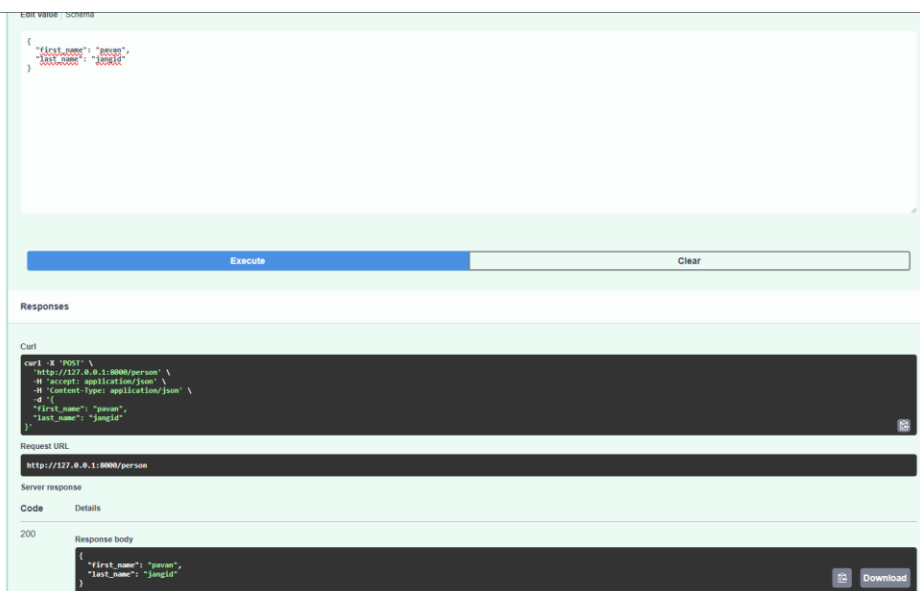 Edit Value | Schema
{
"first_name": "pavan",
"last_name": "jangid"
}
Execute
Clear
Responses
Curl
curl -X 'POST' \
'http://127.0.0.1:8000/person' \
-H 'accept: application/json' \
-H 'Content-Type: application/json' \
-d '{
"first_name": "pavan",
"last_name": "jangid"
}'
Request URL
http://127.0.0.1:8000/person
Server response
Code Details
200
Response body
{
"first_name": "pavan",
"last_name": "jangid"
}
Download